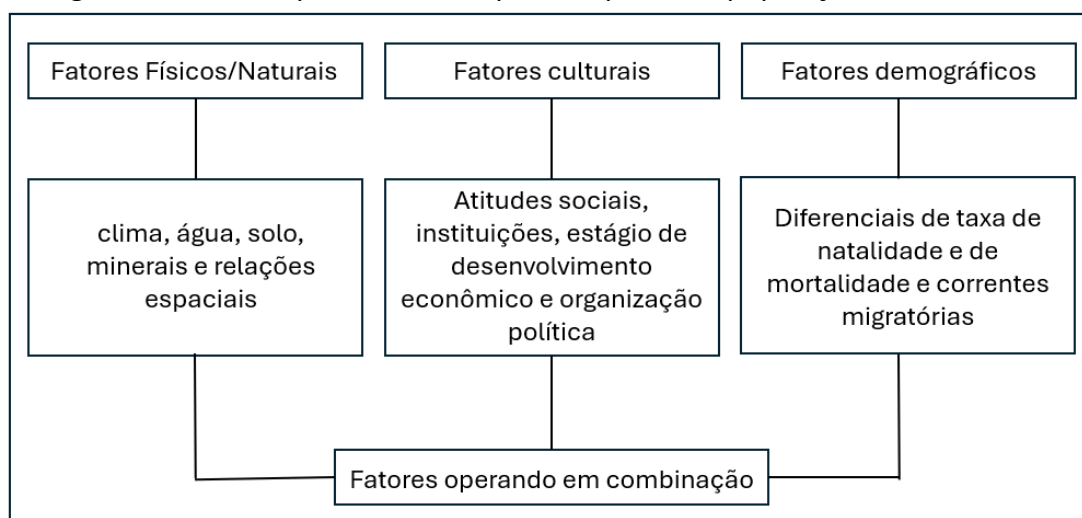 Fatores Físicos/Naturais
Fatores culturais
Fatores demográficos
clima, água, solo,
minerais e relações
espaciais
Atitudes sociais,
instituições, estágio de
desenvolvimento
econômico e organização
política
Diferenciais de taxa de
natalidade e de
mortalidade e correntes
migratórias
Fatores operando em combinação